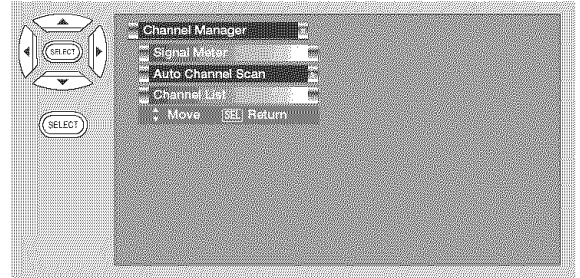 SELECT
SELECT
Channel Manager
Signal Meter
Auto Channel Scan
Channel List
Move SEL Return